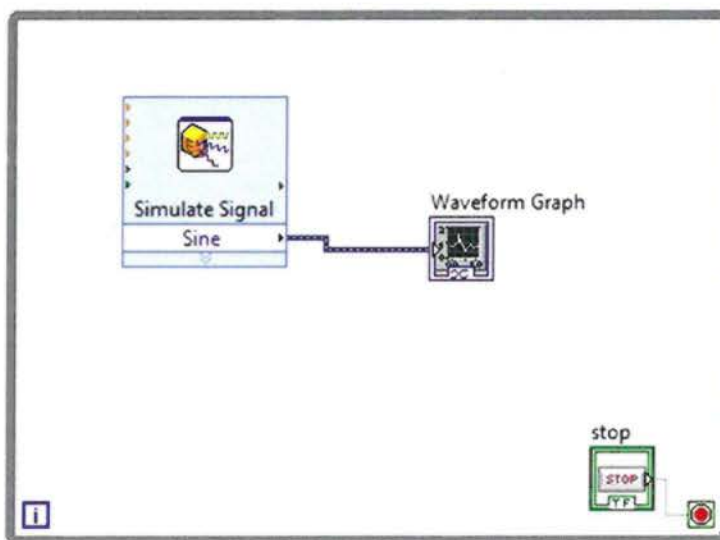 Simulate Signal
Sine
Waveform Graph
stop
STOP
TF
i